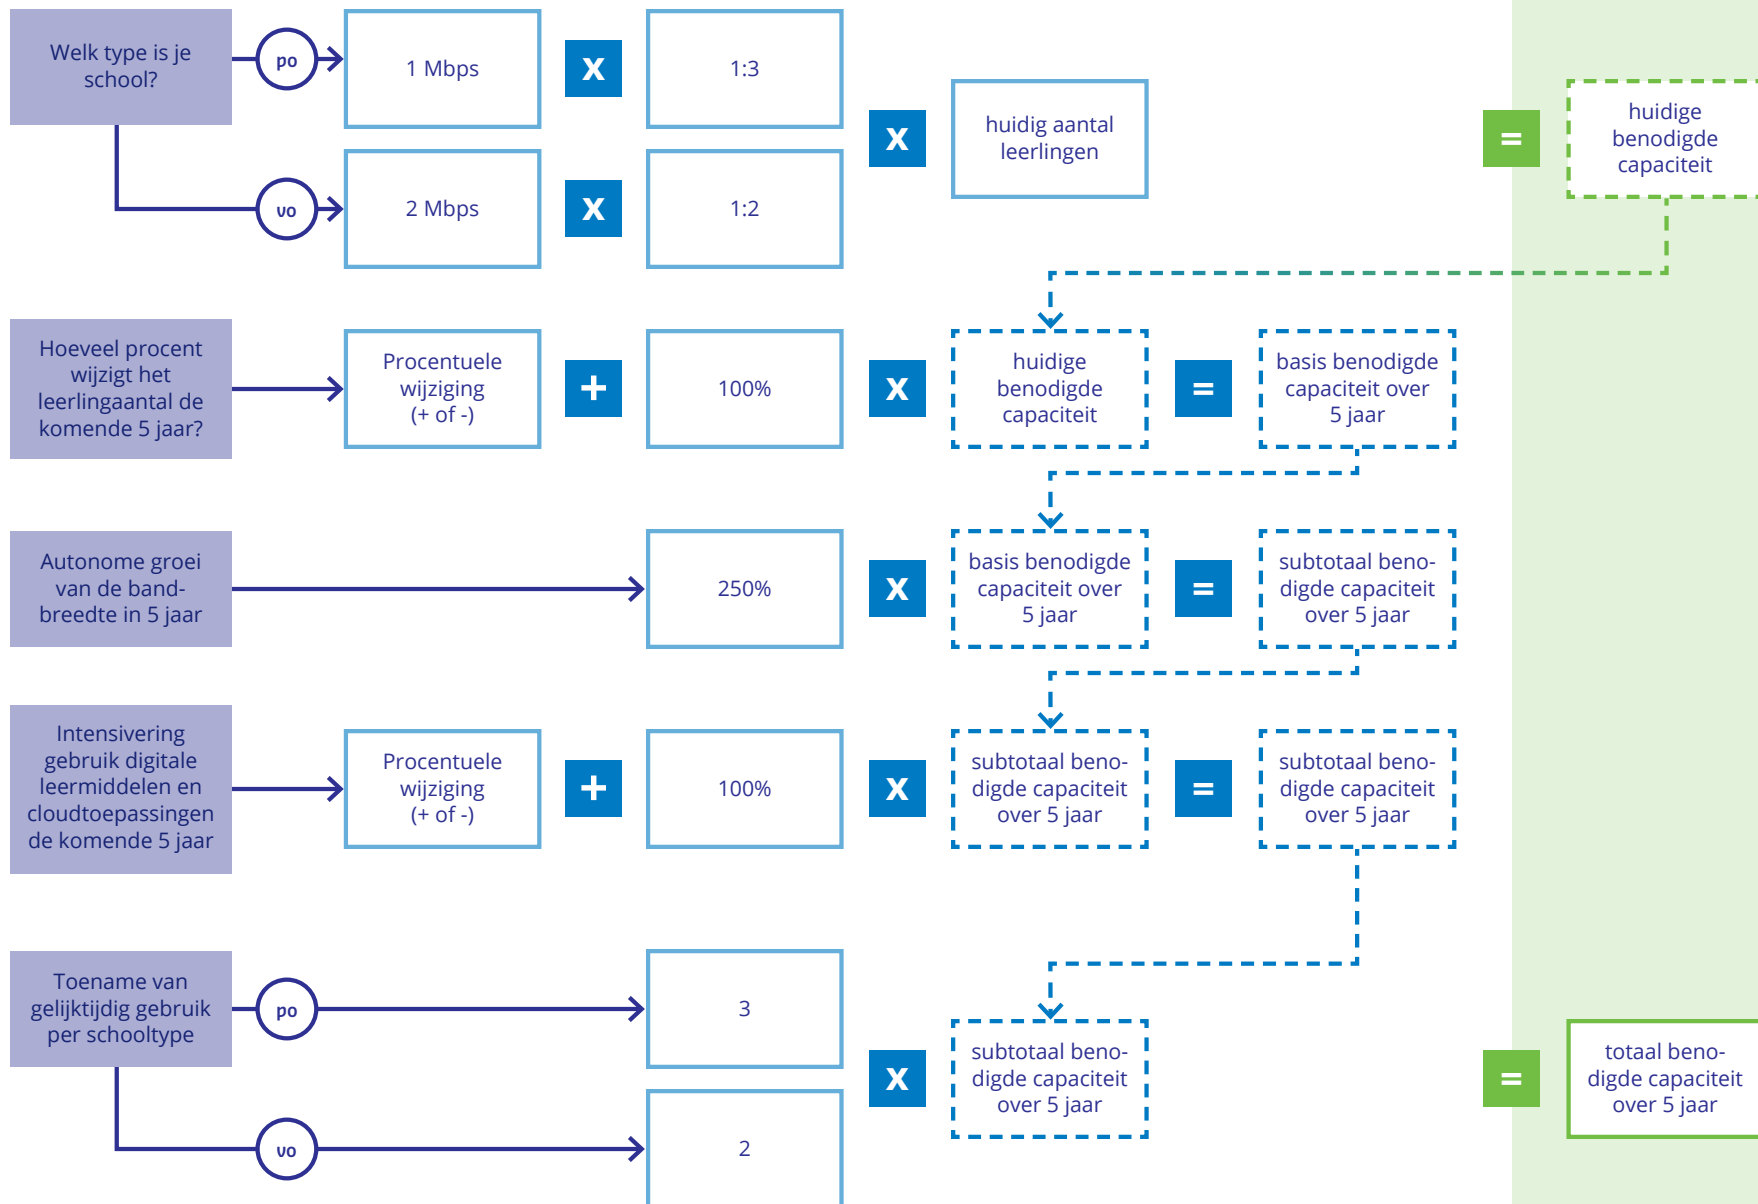 Welk type is je
school?
po
1 Mbps
x
1:3
vo
2 Mbps
x
1:2
x
huidig aantal
leerlingen
=
huidige
benodigde
capaciteit
Hoeveel procent
wijzigt het
leerlingaantal de
komende 5 jaar?
Procentuele
wijziging
(+ of -)
+
100%
x
huidige
benodigde
capaciteit
=
basis benodigde
capaciteit over
5 jaar
Autonome groei
van de band-
breedte in 5 jaar
250%
x
basis benodigde
capaciteit over
5 jaar
=
subtotaal beno-
digde capaciteit
over 5 jaar
Intensivering
gebruik digitale
leermiddelen en
cloudtoepassingen
de komende 5 jaar
Procentuele
wijziging
(+ of -)
+
100%
x
subtotaal beno-
digde capaciteit
over 5 jaar
=
subtotaal beno-
digde capaciteit
over 5 jaar
Toename van
gelijktijdig gebruik
per schooltype
po
3
vo
2
x
subtotaal beno-
digde capaciteit
over 5 jaar
=
totaal beno-
digde capaciteit
over 5 jaar